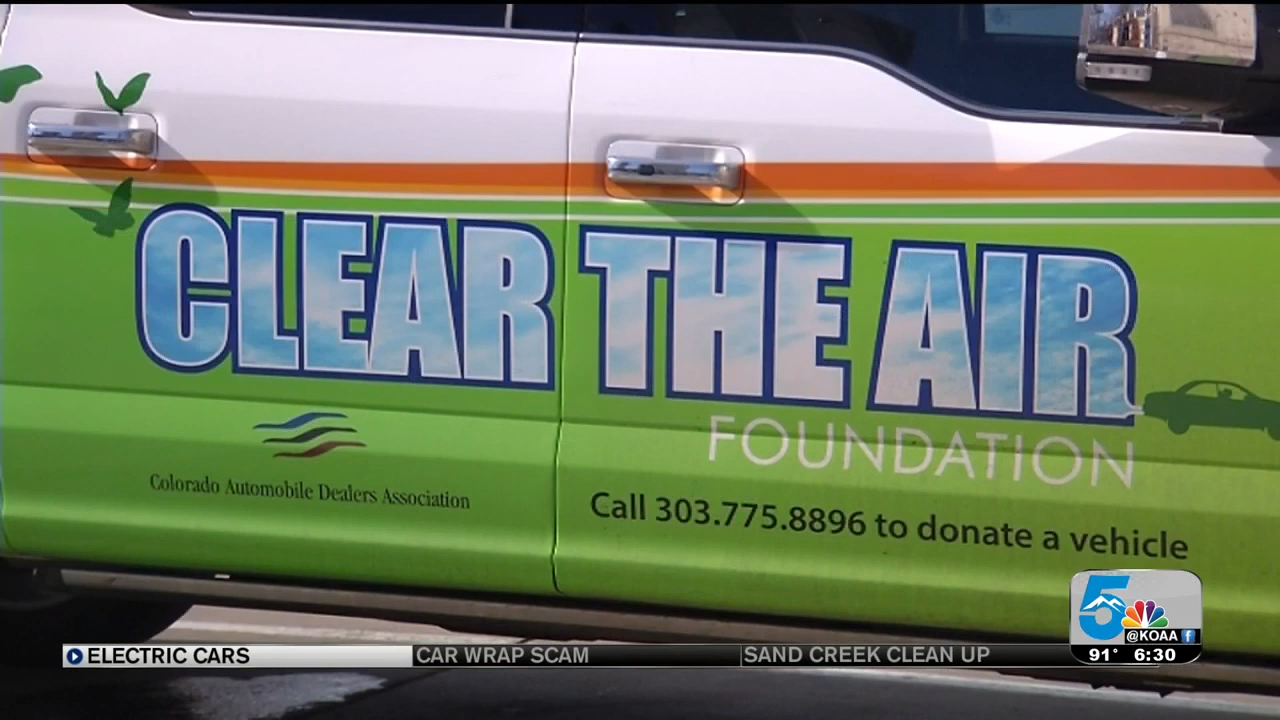 CLEAR THE AIR
FOUNDATION
Colorado Automobile Dealers Association
Call 303.775.8896 to donate a vehicle
5
@KOAA f
91° 6:30
ELECTRIC CARS
CAR WRAP SCAM
SAND CREEK CLEAN UP